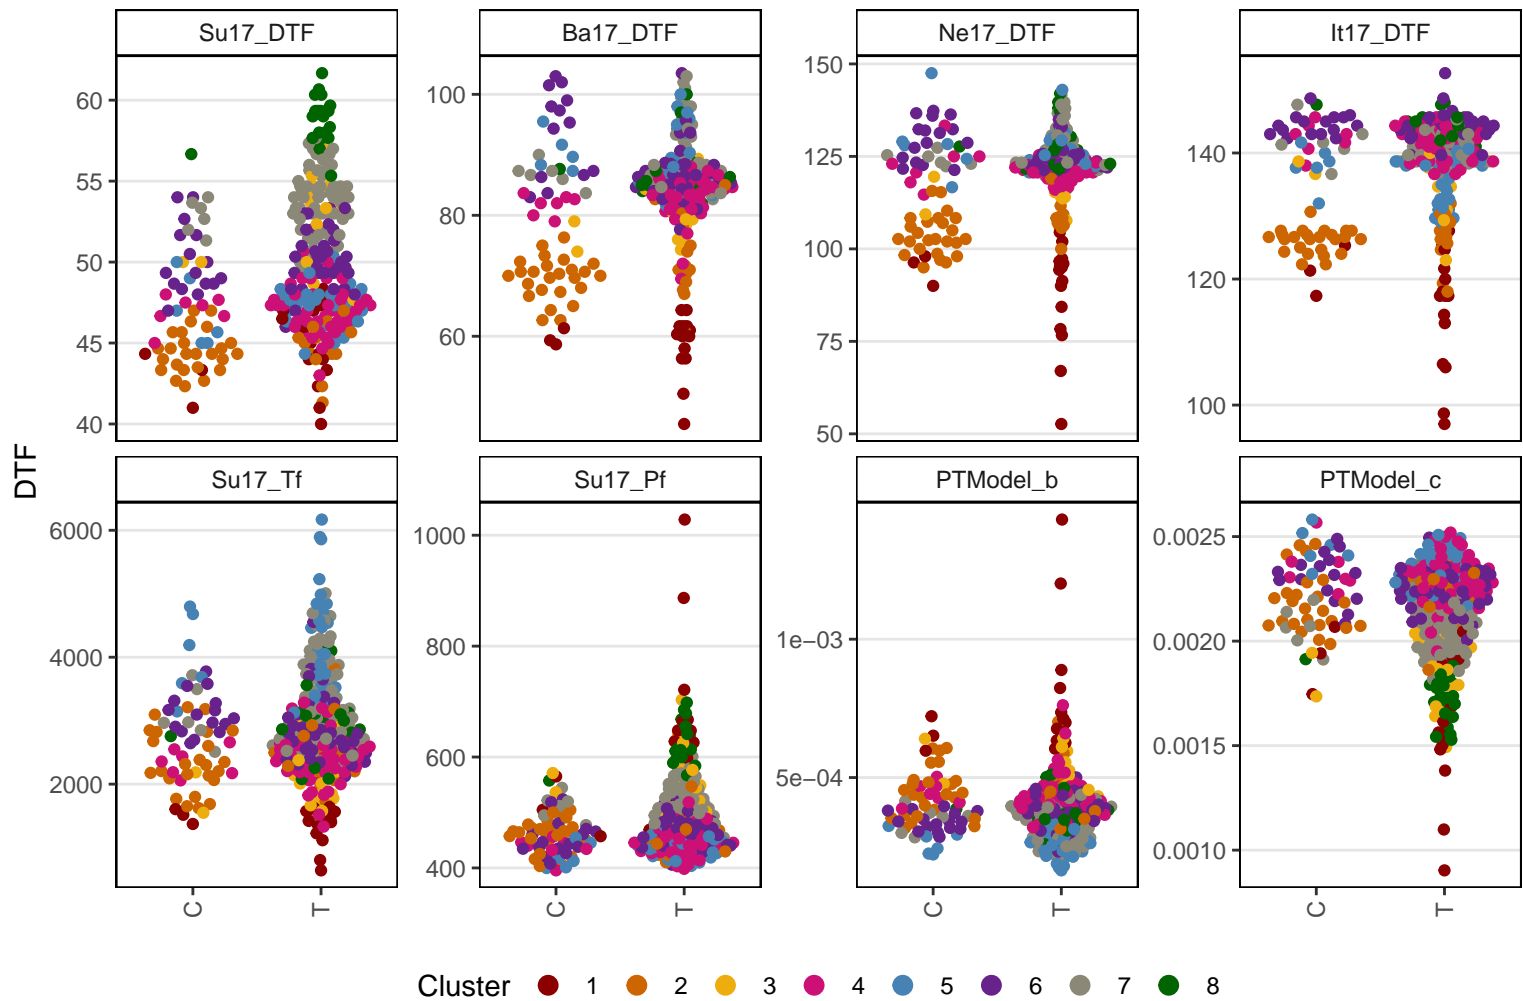 Su17_DTF
Ba17_DTF
Ne17_DTF
It17_DTF
60
55
50
45
40
100
80
60
150
125
100
75
50
140
120
100
DTF
Su17_Tf
Su17_Pf
PTModel_b
PTModel_c
6000
4000
2000
1000
800
600
400
1e−03
5e−04
0.0025
0.0020
0.0015
0.0010
C T
C T
C T
C T
Cluster 1 2 3 4 5 6 7 8